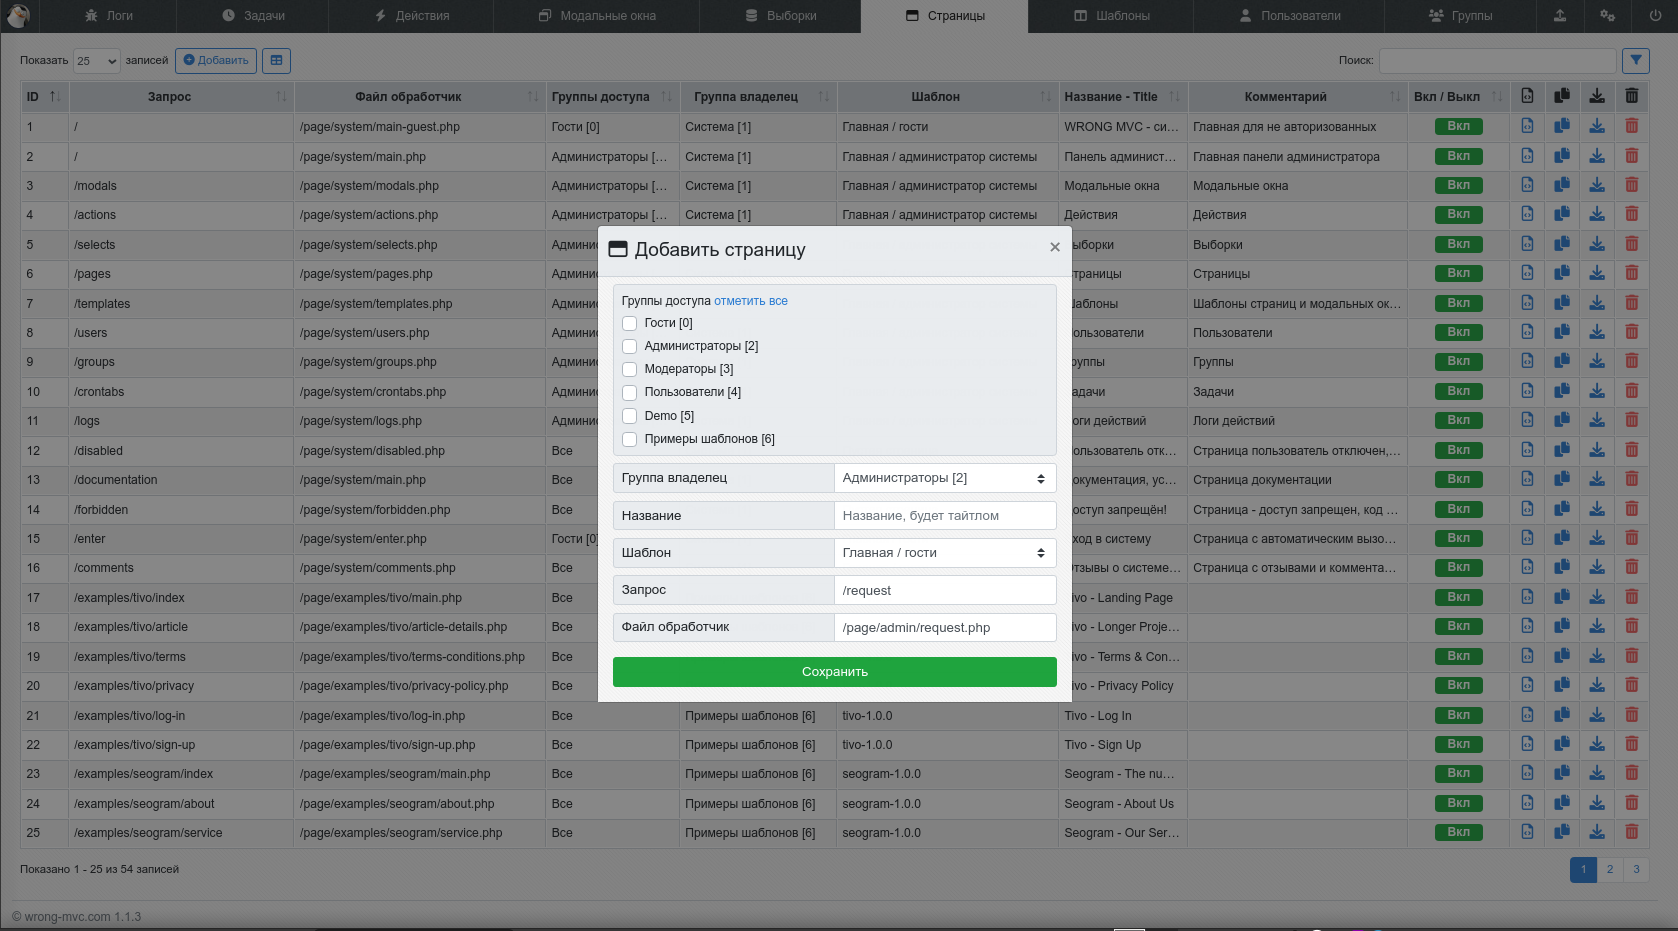 Логи Задачи Действия Модальные окна Выборки Страницы Шаблоны Пользователи Группы
Показать 25 записей Добавить Поиск:
ID Запрос Файл обработчик Группы доступа Группа владелец Шаблон Название - Title Комментарий Вкл / Выкл
1 / /page/system/main-guest.php Гости [0] Система [1] Главная / гости WRONG MVC - си... Главная для не авторизованных Вкл
2 / /page/system/main.php Администраторы [... Система [1] Главная / администратор системы Панель админист... Главная панели администратора Вкл
3 /modals /page/system/modals.php Администраторы [... Система [1] Главная / администратор системы Модальные окна Модальные окна Вкл
4 /actions /page/system/actions.php Администраторы [... Система [1] Главная / администратор системы Действия Действия Вкл
5 /selects /page/system/selects.php Админи ыборки Выборки Вкл
6 /pages /page/system/pages.php Админи траницы Страницы Вкл
7 /templates /page/system/templates.php Админи аблоны Шаблоны страниц и модальных ок... Вкл
8 /users /page/system/users.php Админи ользователи Пользователи Вкл
9 /groups /page/system/groups.php Админи руппы Группы Вкл
10 /crontabs /page/system/crontabs.php Админи адачи Задачи Вкл
11 /logs /page/system/logs.php Админи оги действий Логи действий Вкл
12 /disabled /page/system/disabled.php Все ользователь отк... Страница пользователь отключен,... Вкл
13 /documentation /page/system/main.php Все окументация, ус... Страница документации Вкл
14 /forbidden /page/system/forbidden.php Все оступ запрещён! Страница - доступ запрещен, код ... Вкл
15 /enter /page/system/enter.php Гости [0] ход в систему Страница с автоматическим вызо... Вкл
16 /comments /page/system/comments.php Все тзывы о системе... Страница с отзывами и коммента... Вкл
17 /examples/tivo/index /page/examples/tivo/main.php Все ivo - Landing Page Вкл
18 /examples/tivo/article /page/examples/tivo/article-details.php Все ivo - Longer Proje... Вкл
19 /examples/tivo/terms /page/examples/tivo/terms-conditions.php Все ivo - Terms & Con... Вкл
20 /examples/tivo/privacy /page/examples/tivo/privacy-policy.php Все ivo - Privacy Policy Вкл
21 /examples/tivo/log-in /page/examples/tivo/log-in.php Все Примеры шаблонов [6] tivo-1.0.0 Tivo - Log In Вкл
22 /examples/tivo/sign-up /page/examples/tivo/sign-up.php Все Примеры шаблонов [6] tivo-1.0.0 Tivo - Sign Up Вкл
23 /examples/seogram/index /page/examples/seogram/main.php Все Примеры шаблонов [6] seogram-1.0.0 Seogram - The nu... Вкл
24 /examples/seogram/about /page/examples/seogram/about.php Все Примеры шаблонов [6] seogram-1.0.0 Seogram - About Us Вкл
25 /examples/seogram/service /page/examples/seogram/service.php Все Примеры шаблонов [6] seogram-1.0.0 Seogram - Our Ser... Вкл
Показано 1 - 25 из 54 записей 1 2 3
© wrong-mvc.com 1.1.3
Добавить страницу ×
Группы доступа отметить все
Гости [0]
Администраторы [2]
Модераторы [3]
Пользователи [4]
Demo [5]
Примеры шаблонов [6]
Группа владелец Администраторы [2]
Название Название, будет тайтлом
Шаблон Главная / гости
Запрос /request
Файл обработчик /page/admin/request.php
Сохранить